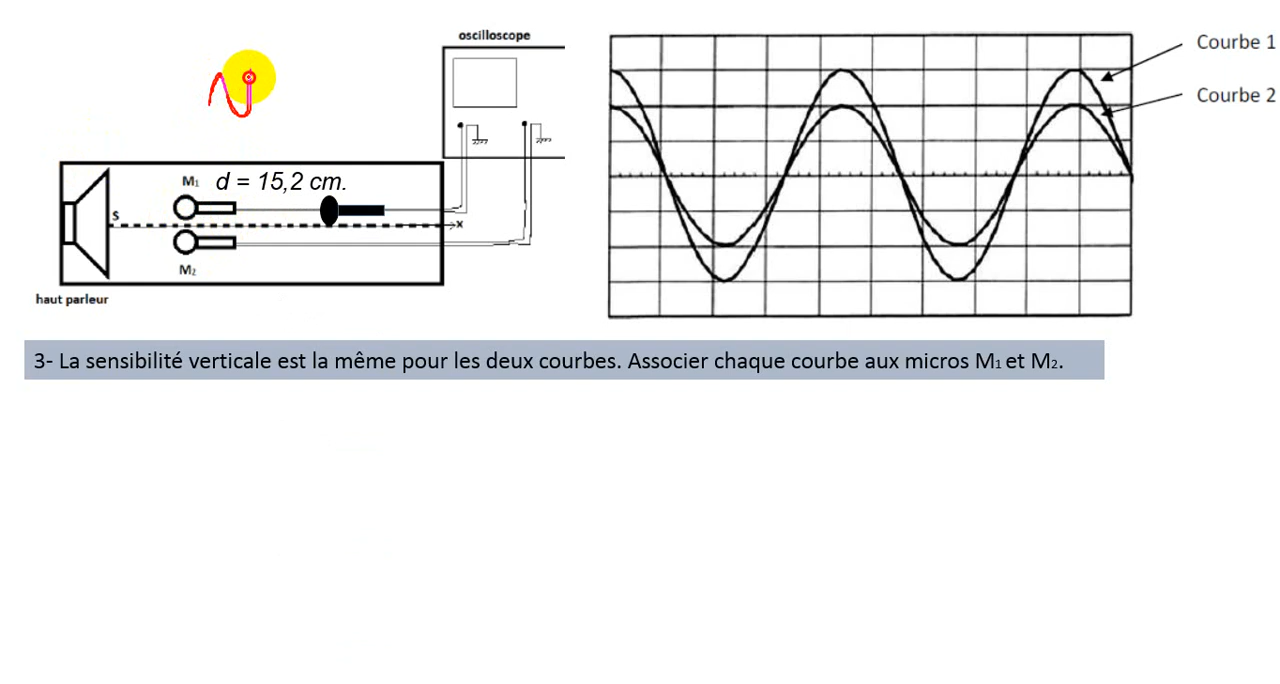 oscilloscope
Courbe 1
Courbe 2
M1 d = 15,2 cm.
S
x
M2
haut parleur
3- La sensibilité verticale est la même pour les deux courbes. Associer chaque courbe aux micros M1 et M2.